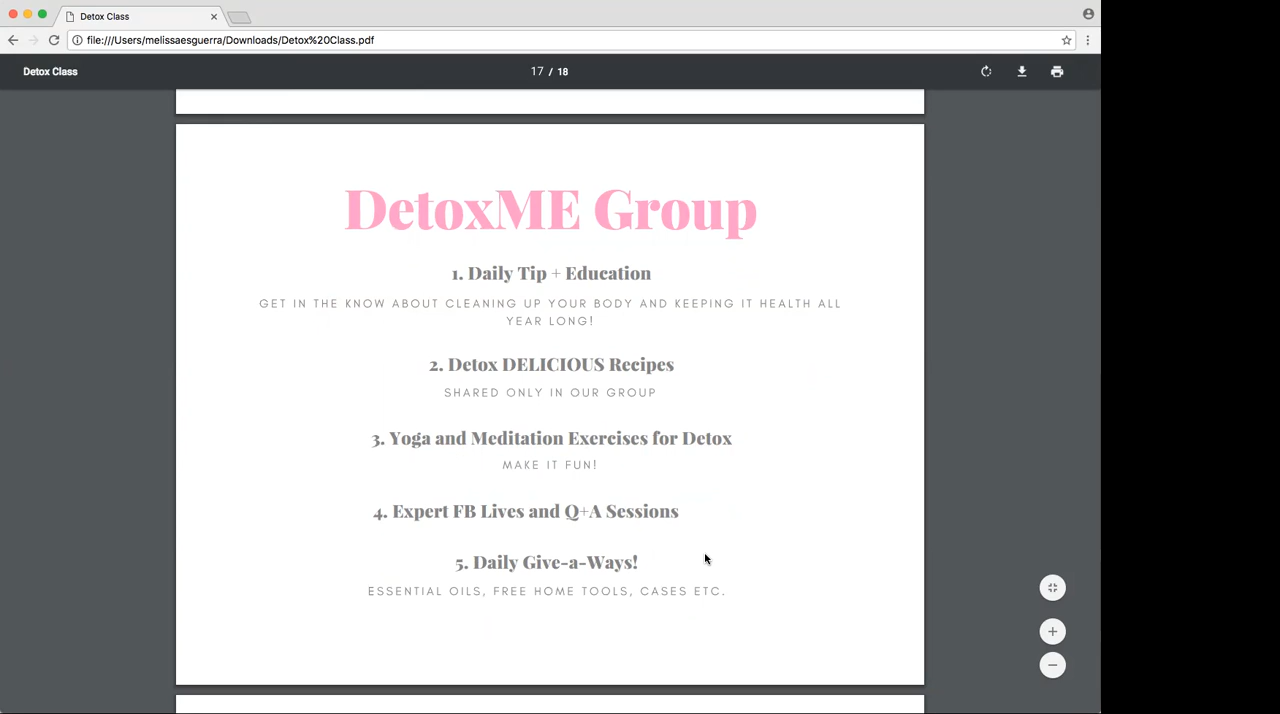 Detox Class
file:///Users/melissaesguerra/Downloads/Detox%20Class.pdf
Detox Class
17 / 18
DetoxME Group
1. Daily Tip + Education
GET IN THE KNOW ABOUT CLEANING UP YOUR BODY AND KEEPING IT HEALTH ALL
YEAR LONG!
2. Detox DELICIOUS Recipes
SHARED ONLY IN OUR GROUP
3. Yoga and Meditation Exercises for Detox
MAKE IT FUN!
4. Expert FB Lives and Q+A Sessions
5. Daily Give-a-Ways!
ESSENTIAL OILS, FREE HOME TOOLS, CASES ETC.